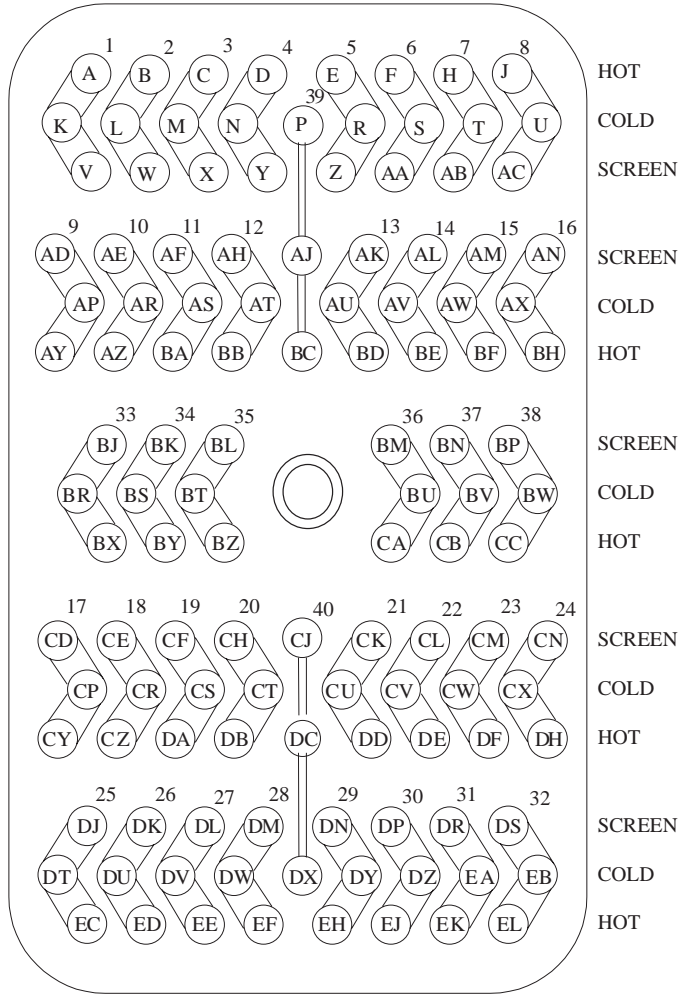 1 2 3 4 5 6 7 8
A B C D E F H J HOT
39
K L M N P R S T U COLD
V W X Y Z AA AB AC SCREEN
9 10 11 12 13 14 15 16
AD AE AF AH AJ AK AL AM AN SCREEN
AP AR AS AT AU AV AW AX COLD
AY AZ BA BB BC BD BE BF BH HOT
33 34 35 36 37 38
BJ BK BL BM BN BP SCREEN
BR BS BT BU BV BW COLD
BX BY BZ CA CB CC HOT
17 18 19 20 40 21 22 23 24
CD CE CF CH CJ CK CL CM CN SCREEN
CP CR CS CT CU CV CW CX COLD
CY CZ DA DB DC DD DE DF DH HOT
25 26 27 28 29 30 31 32
DJ DK DL DM DN DP DR DS SCREEN
DT DU DV DW DX DY DZ EA EB COLD
EC ED EE EF EH EJ EK EL HOT